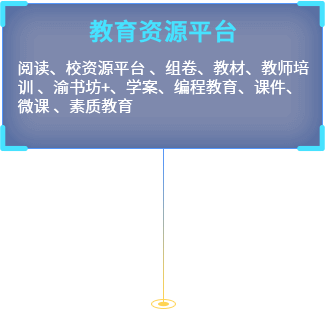 教育资源平台
阅读、校资源平台 、组卷、教材、教师培
训 、渝书坊+、学案、编程教育、课件、
微课 、素质教育